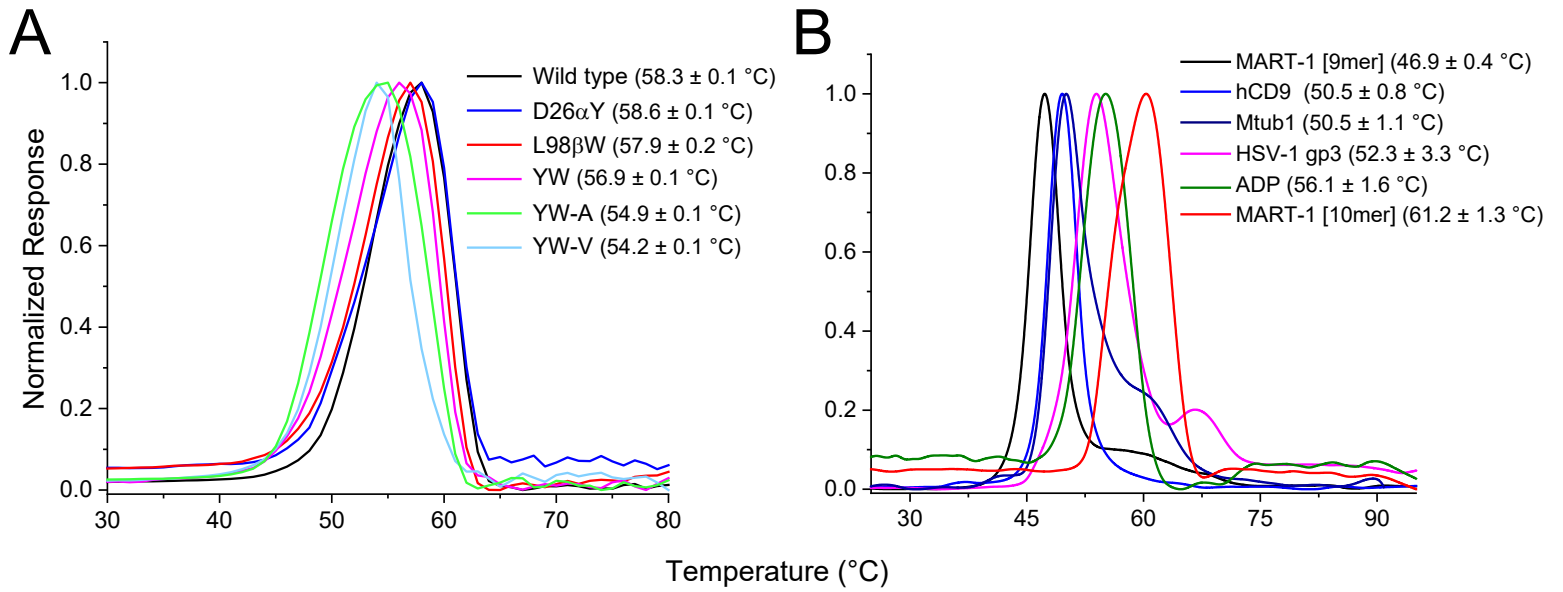 A
Normalized Response
1.0
0.8
0.6
0.4
0.2
0.0
30
40
50
60
70
80
Wild type (58.3 ± 0.1 °C)
D26αY (58.6 ± 0.1 °C)
L98βW (57.9 ± 0.2 °C)
YW (56.9 ± 0.1 °C)
YW-A (54.9 ± 0.1 °C)
YW-V (54.2 ± 0.1 °C)
B
1.0
0.8
0.6
0.4
0.2
0.0
30
45
60
75
90
MART-1 [9mer] (46.9 ± 0.4 °C)
hCD9 (50.5 ± 0.8 °C)
Mtub1 (50.5 ± 1.1 °C)
HSV-1 gp3 (52.3 ± 3.3 °C)
ADP (56.1 ± 1.6 °C)
MART-1 [10mer] (61.2 ± 1.3 °C)
Temperature (°C)